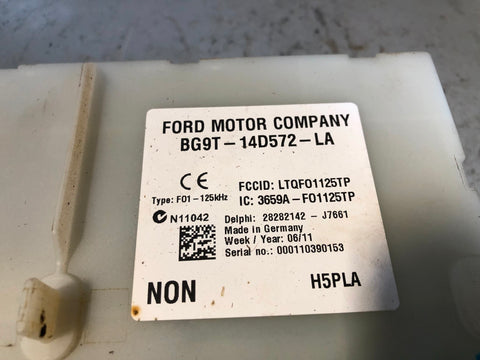 FORD MOTOR COMPANY
BG9T-14D572-LA
CE
FCCID: LTQFO1125TP
Type: FO1-125kHz
IC: 3659A-FO1125TP
N11042
Delphi: 28282142 - J7661
Made in Germany
Week / Year: 06/11
Serial no.: 000110390153
NON
H5PLA